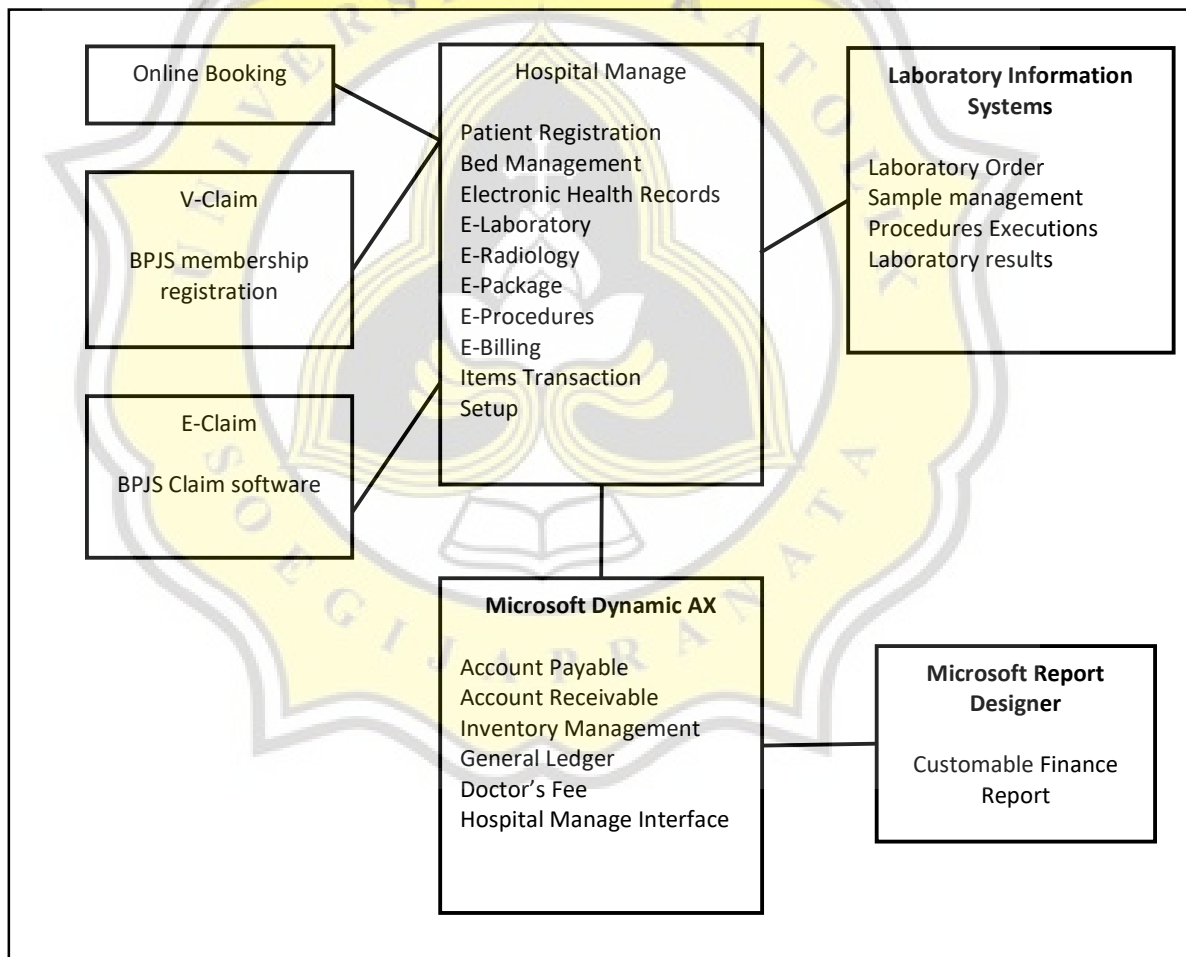 Online Booking
V-Claim
BPJS membership
registration
E-Claim
BPJS Claim software
Hospital Manage
Patient Registration
Bed Management
Electronic Health Records
E-Laboratory
E-Radiology
E-Package
E-Procedures
E-Billing
Items Transaction
Setup
Laboratory Information
Systems
Laboratory Order
Sample management
Procedures Executions
Laboratory results
Microsoft Dynamic AX
Account Payable
Account Receivable
Inventory Management
General Ledger
Doctor’s Fee
Hospital Manage Interface
Microsoft Report
Designer
Customable Finance
Report
UNIVERSITAS KATOLIK
SOEGIJAPRANATA